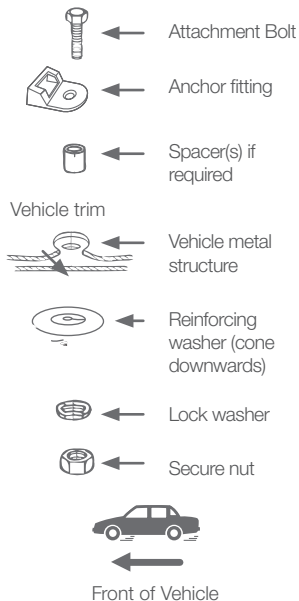 Attachment Bolt
Anchor fitting
Spacer(s) if
required
Vehicle trim
Vehicle metal
structure
Reinforcing
washer (cone
downwards)
Lock washer
Secure nut
Front of Vehicle